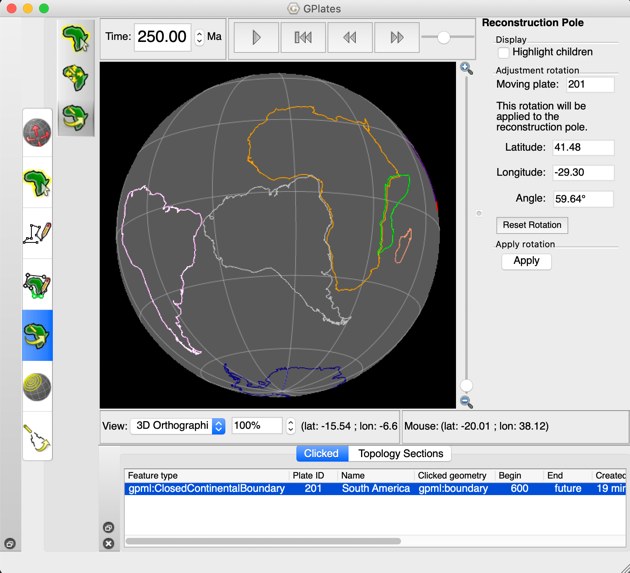 GPlates
Time: 250.00 Ma
Reconstruction Pole
Display
Highlight children
Adjustment rotation
Moving plate: 201
This rotation will be
applied to the
reconstruction pole.
Latitude: 41.48
Longitude: -29.30
Angle: 59.64°
Reset Rotation
Apply rotation
Apply
View: 3D Orthographi 100% (lat: -15.54 ; lon: -6.6 Mouse: (lat: -20.01 ; lon: 38.12)
Clicked Topology Sections
Feature type Plate ID Name Clicked geometry Begin End Created
gpml:ClosedContinentalBoundary 201 South America gpml:boundary 600 future 19 min